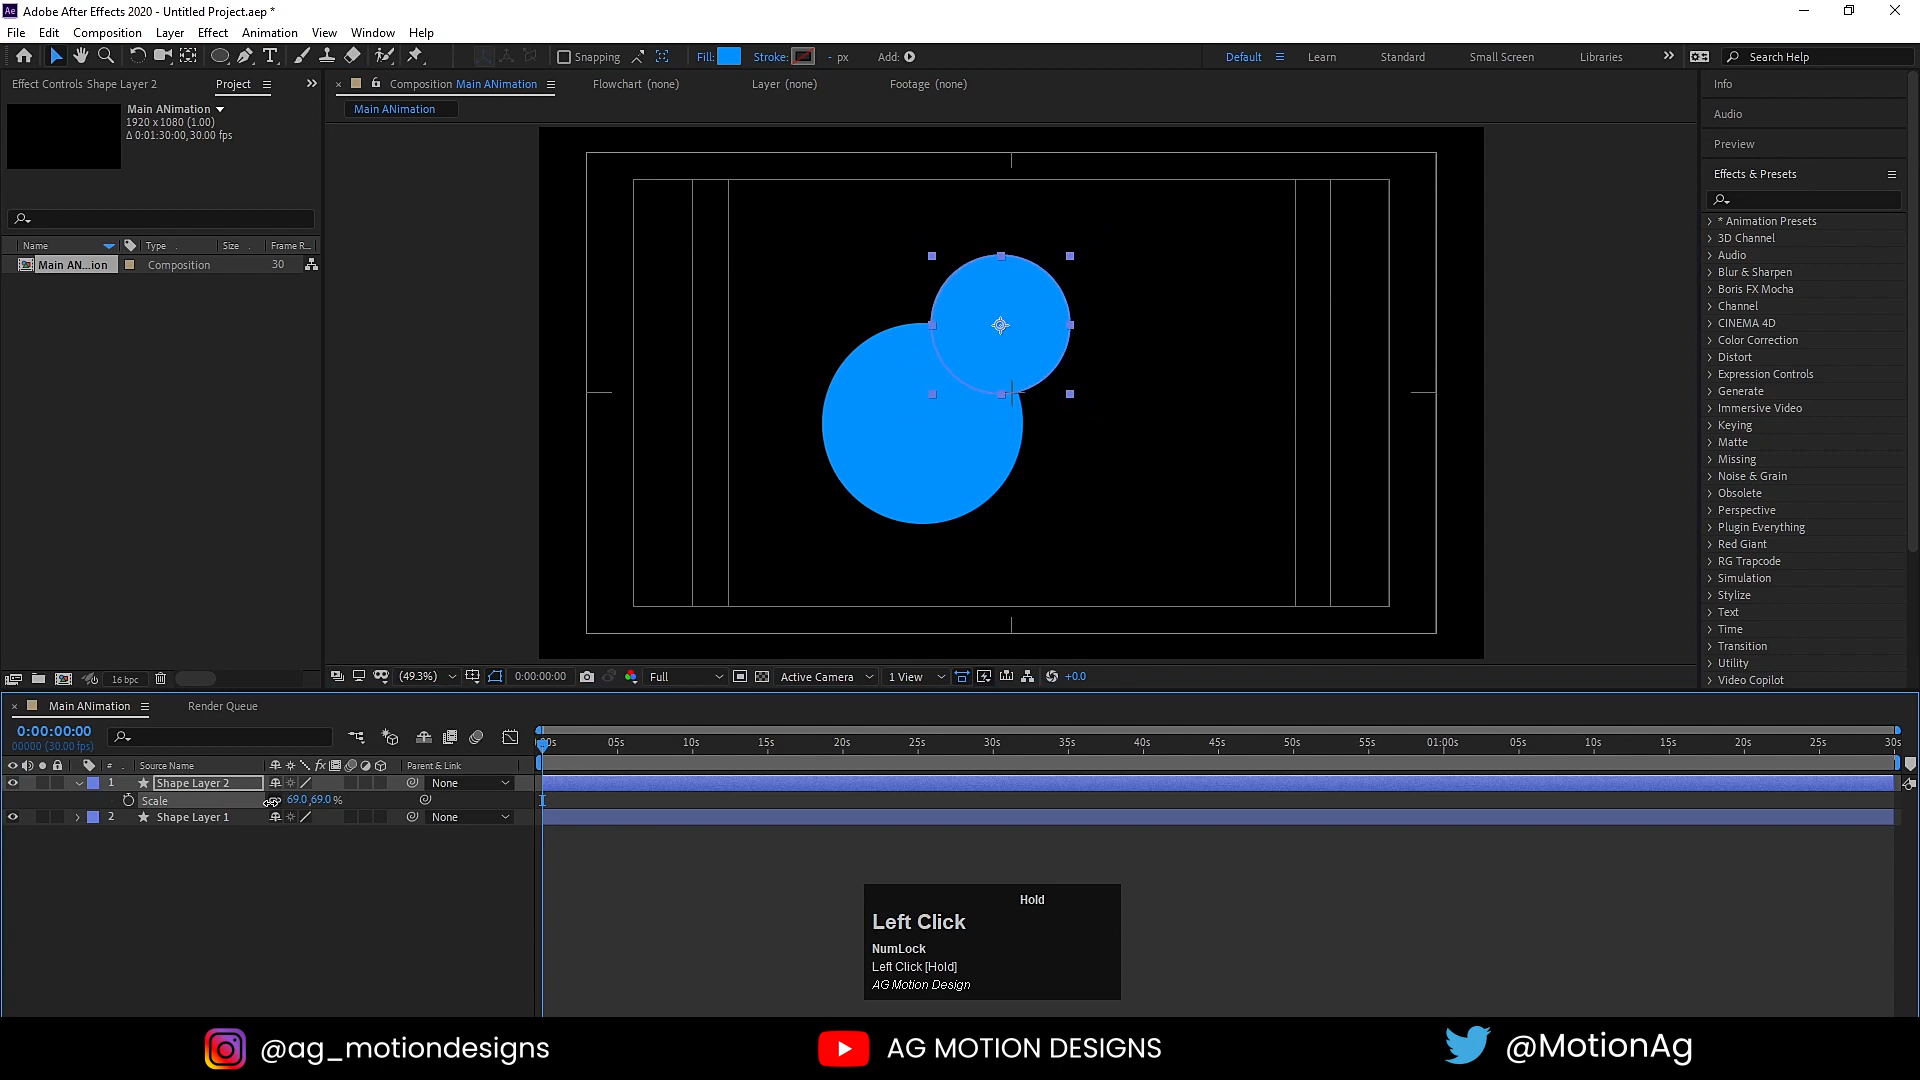 Ae Adobe After Effects 2020 - Untitled Project.aep *
File Edit Composition Layer Effect Animation View Window Help
Snapping Fill: Stroke: - px Add: Default Learn Standard Small Screen Libraries Search Help
Effect Controls Shape Layer 2 Project
Composition Main ANimation Flowchart (none) Layer (none) Footage (none)
Main ANimation
Main ANimation
1920 x 1080 (1.00)
Δ 0:01:30:00, 30.00 fps
Name Type Size Frame R...
Main AN...ion Composition 30
Info
Audio
Preview
Effects & Presets
* Animation Presets
3D Channel
Audio
Blur & Sharpen
Boris FX Mocha
Channel
CINEMA 4D
Color Correction
Distort
Expression Controls
Generate
Immersive Video
Keying
Matte
Missing
Noise & Grain
Obsolete
Perspective
Plugin Everything
Red Giant
RG Trapcode
Simulation
Stylize
Text
Time
Transition
Utility
Video Copilot
16 bpc
(49.3%) 0:00:00:00 Full Active Camera 1 View +0.0
Main ANimation Render Queue
0:00:00:00
00000 (30.00 fps)
:00s 05s 10s 15s 20s 25s 30s 35s 40s 45s 50s 55s 01:00s 05s 10s 15s 20s 25s 30s
# Source Name fx Parent & Link
1 Shape Layer 2 None
Scale 69.0,69.0 %
2 Shape Layer 1 None
Hold
Left Click
NumLock
Left Click [Hold]
AG Motion Design
@ag_motiondesigns AG MOTION DESIGNS @MotionAg